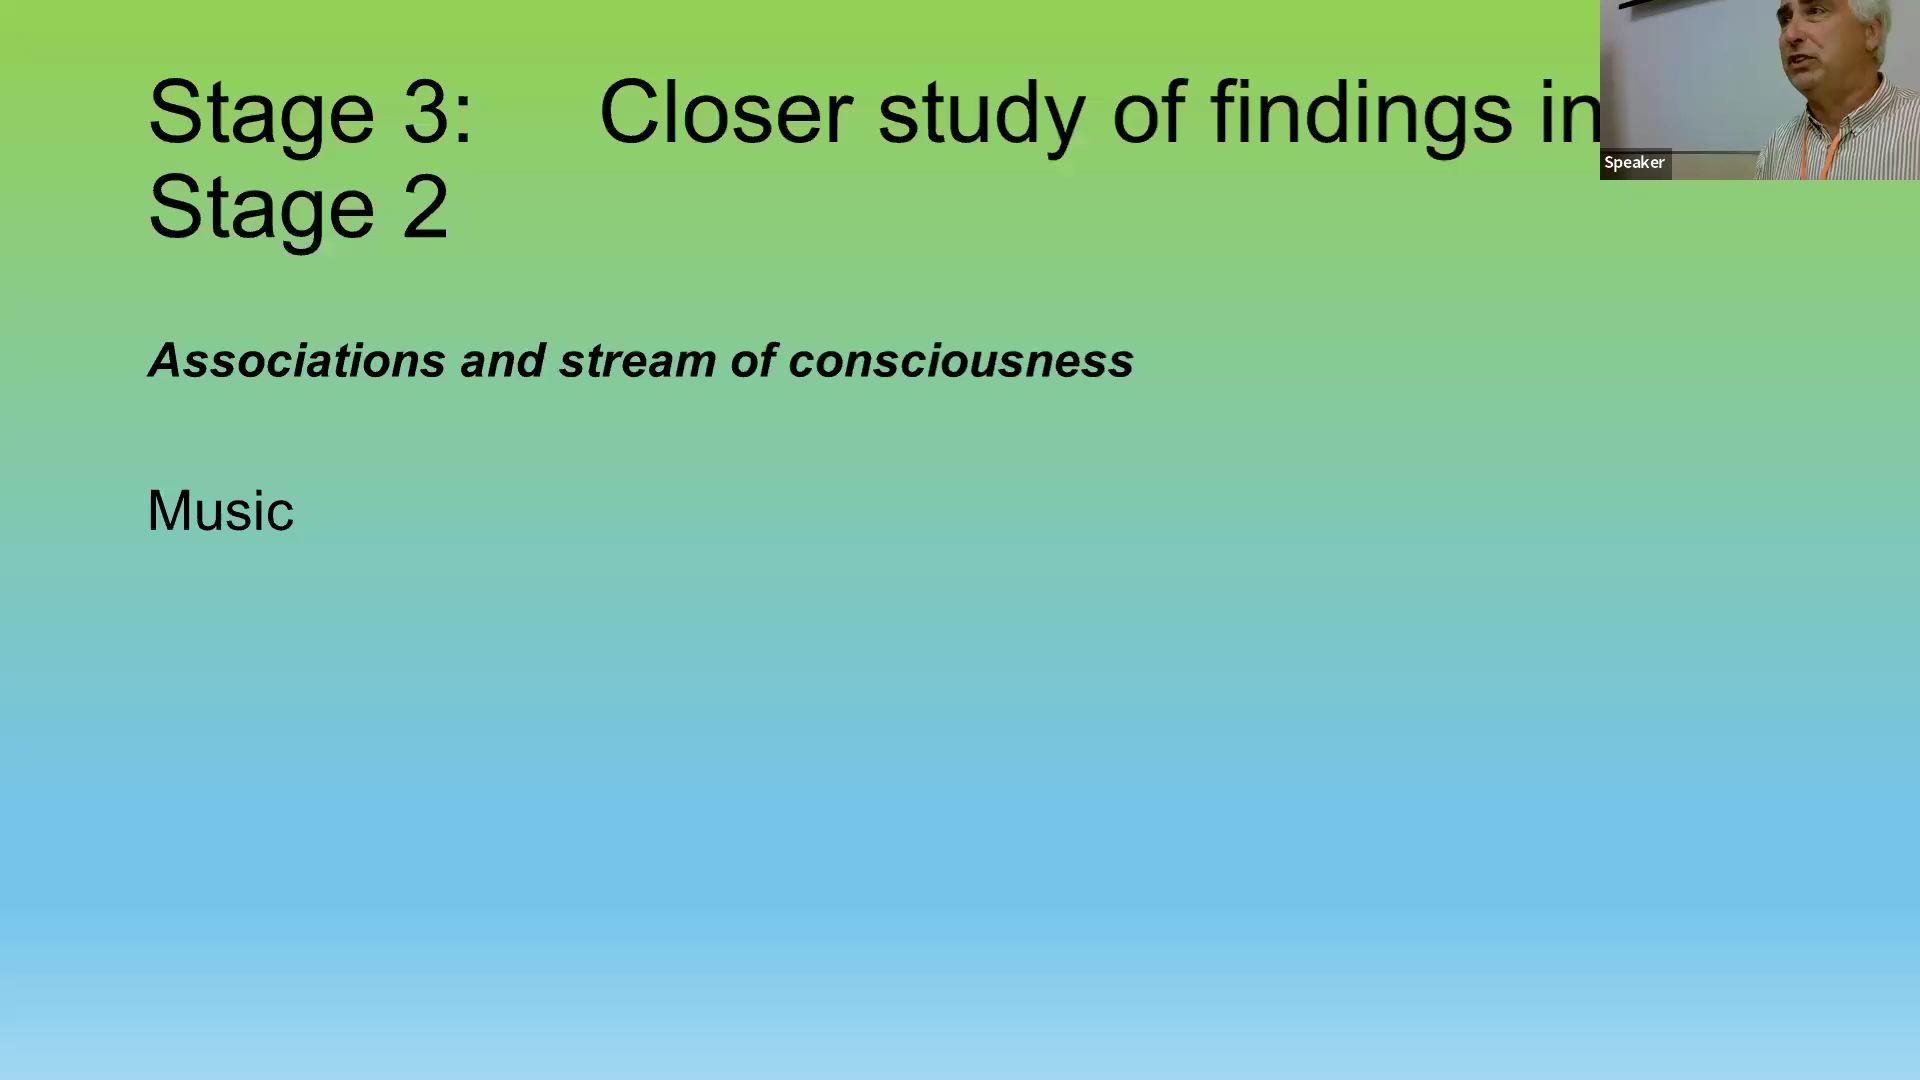 Stage 3: Closer study of findings in
Stage 2
Associations and stream of consciousness
Music
Speaker